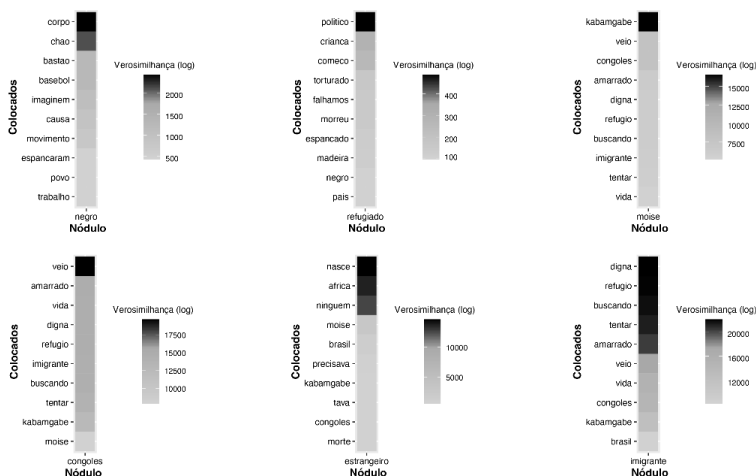 corpo
chao
bastao
basebol
imaginem
causa
movimento
espancaram
povo
trabalho
Colocados
negro
Nódulo
Verosimilhança (log)
2000
1500
1000
500
politico
crianca
comeco
torturado
falhamos
morreu
espancado
madeira
negro
pais
Colocados
refugiado
Nódulo
Verosimilhança (log)
400
300
200
100
kabamgabe
veio
congoles
amarrado
digna
refugio
buscando
imigrante
tentar
vida
Colocados
moise
Nódulo
Verosimilhança (log)
15000
12500
10000
7500
veio
amarrado
vida
digna
refugio
imigrante
buscando
tentar
kabamgabe
moise
Colocados
congoles
Nódulo
Verosimilhança (log)
17500
15000
12500
10000
nasce
africa
ninguem
moise
brasil
precisava
kabamgabe
tava
congoles
morte
Colocados
estrangeiro
Nódulo
Verosimilhança (log)
10000
5000
digna
refugio
buscando
tentar
amarrado
veio
vida
congoles
kabamgabe
brasil
Colocados
imigrante
Nódulo
Verosimilhança (log)
20000
16000
12000